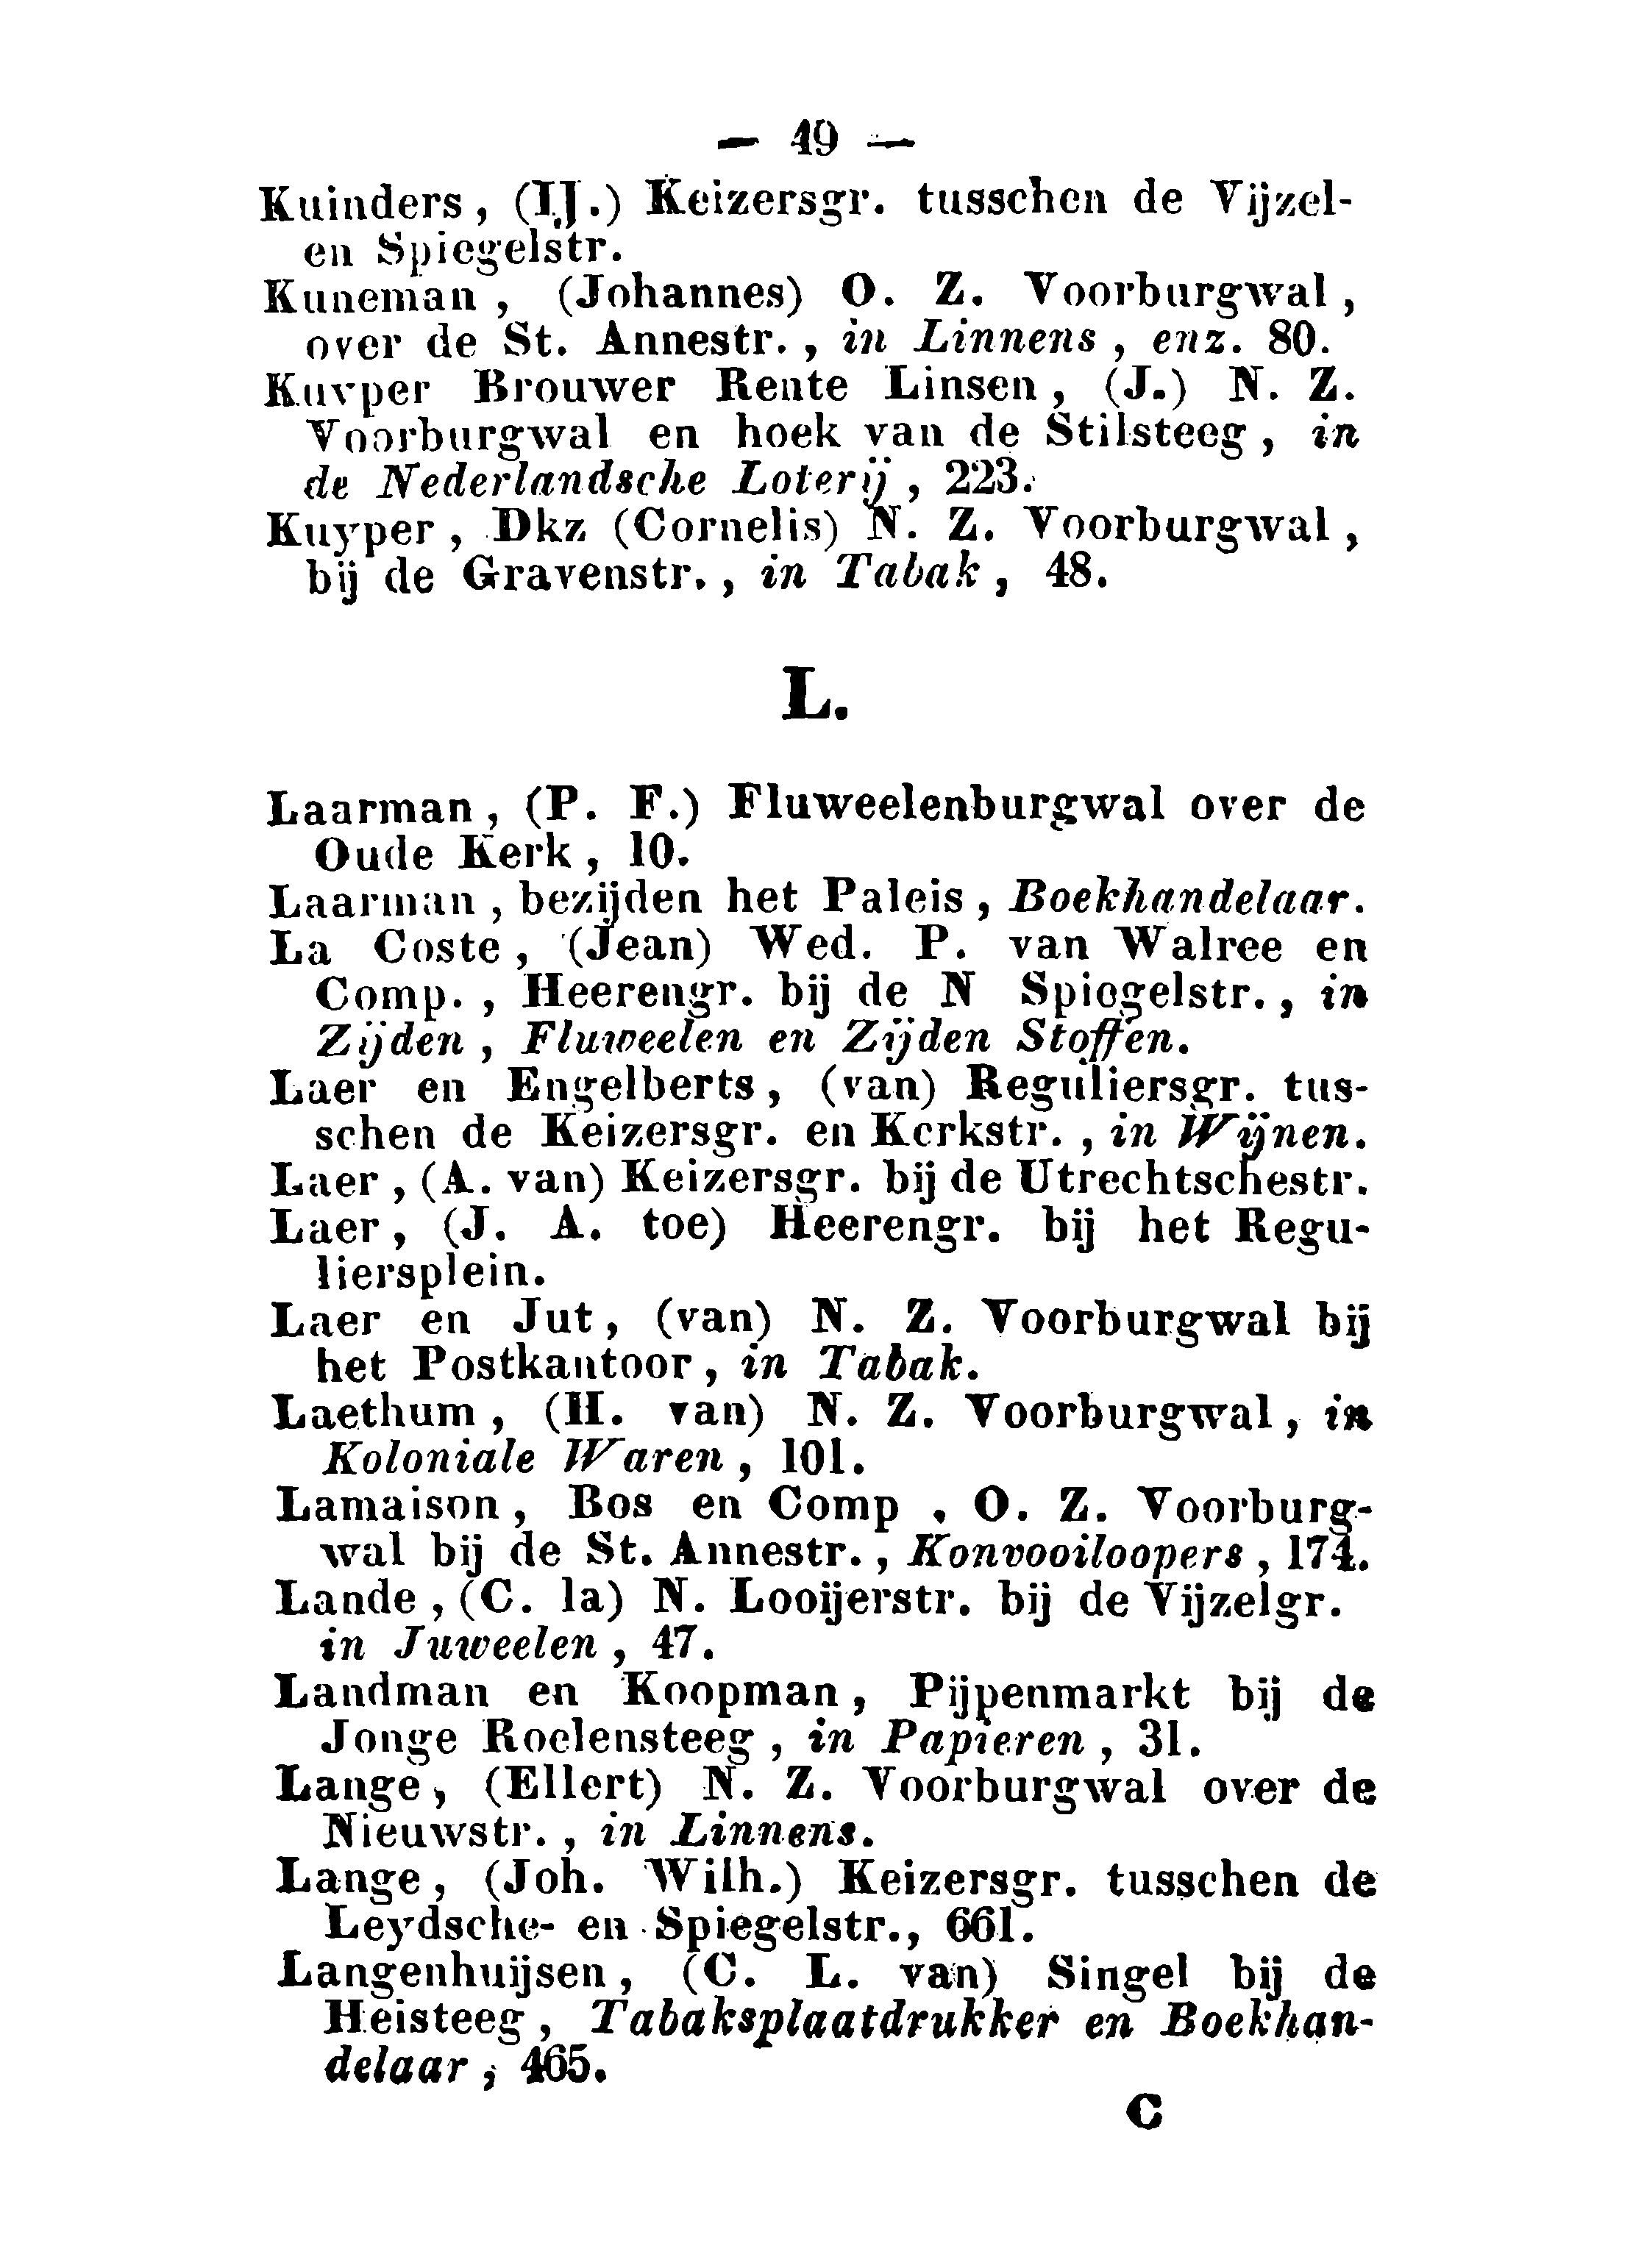 — 49 —
Kuinders, (IJ.) Keizersgr. tusschen de Vijzel-
en Spiegelstr.
Kuneman, (Johannes) O. Z. Voorburgwal,
over de St. Annestr., in Linnens, enz. 80.
Kuyper Brouwer Rente Linsen, (J.) N. Z.
Voorburgwal en hoek van de Stilsteeg, in
de Nederlandsche Loterij, 223.
Kuyper, Dkz (Cornelis) N. Z. Voorburgwal,
bij de Gravenstr., in Tabak, 48.
L.
Laarman, (P. F.) Fluweelenburgwal over de
Oude Kerk, 10.
Laarman, bezijden het Paleis, Boekhandelaar.
La Coste, (Jean) Wed. P. van Walree en
Comp., Heerengr. bij de N Spiegelstr., in
Zijden, Fluweelen en Zijden Stoffen.
Laer en Engelberts, (van) Reguliersgr. tus-
schen de Keizersgr. en Kerkstr., in Wijnen.
Laer, (A. van) Keizersgr. bij de Utrechtschestr.
Laer, (J. A. toe) Heerengr. bij het Regu-
liersplein.
Laer en Jut, (van) N. Z. Voorburgwal bij
het Postkantoor, in Tabak.
Laethum, (H. van) N. Z. Voorburgwal, in
Koloniale Waren, 101.
Lamaison, Bos en Comp , O. Z. Voorburg-
wal bij de St. Annestr., Konvooiloopers, 174.
Lande, (C. la) N. Looijerstr. bij de Vijzelgr.
in Juweelen, 47.
Landman en Koopman, Pijpenmarkt bij de
Jonge Roelensteeg, in Papieren, 31.
Lange, (Ellert) N. Z. Voorburgwal over de
Nieuwstr., in Linnens.
Lange, (Joh. Wilh.) Keizersgr. tusschen de
Leydsche- en Spiegelstr., 661.
Langenhuijsen, (C. L. van) Singel bij de
Heisteeg, Tabaksplaatdrukker en Boekhan-
delaar, 465.
C